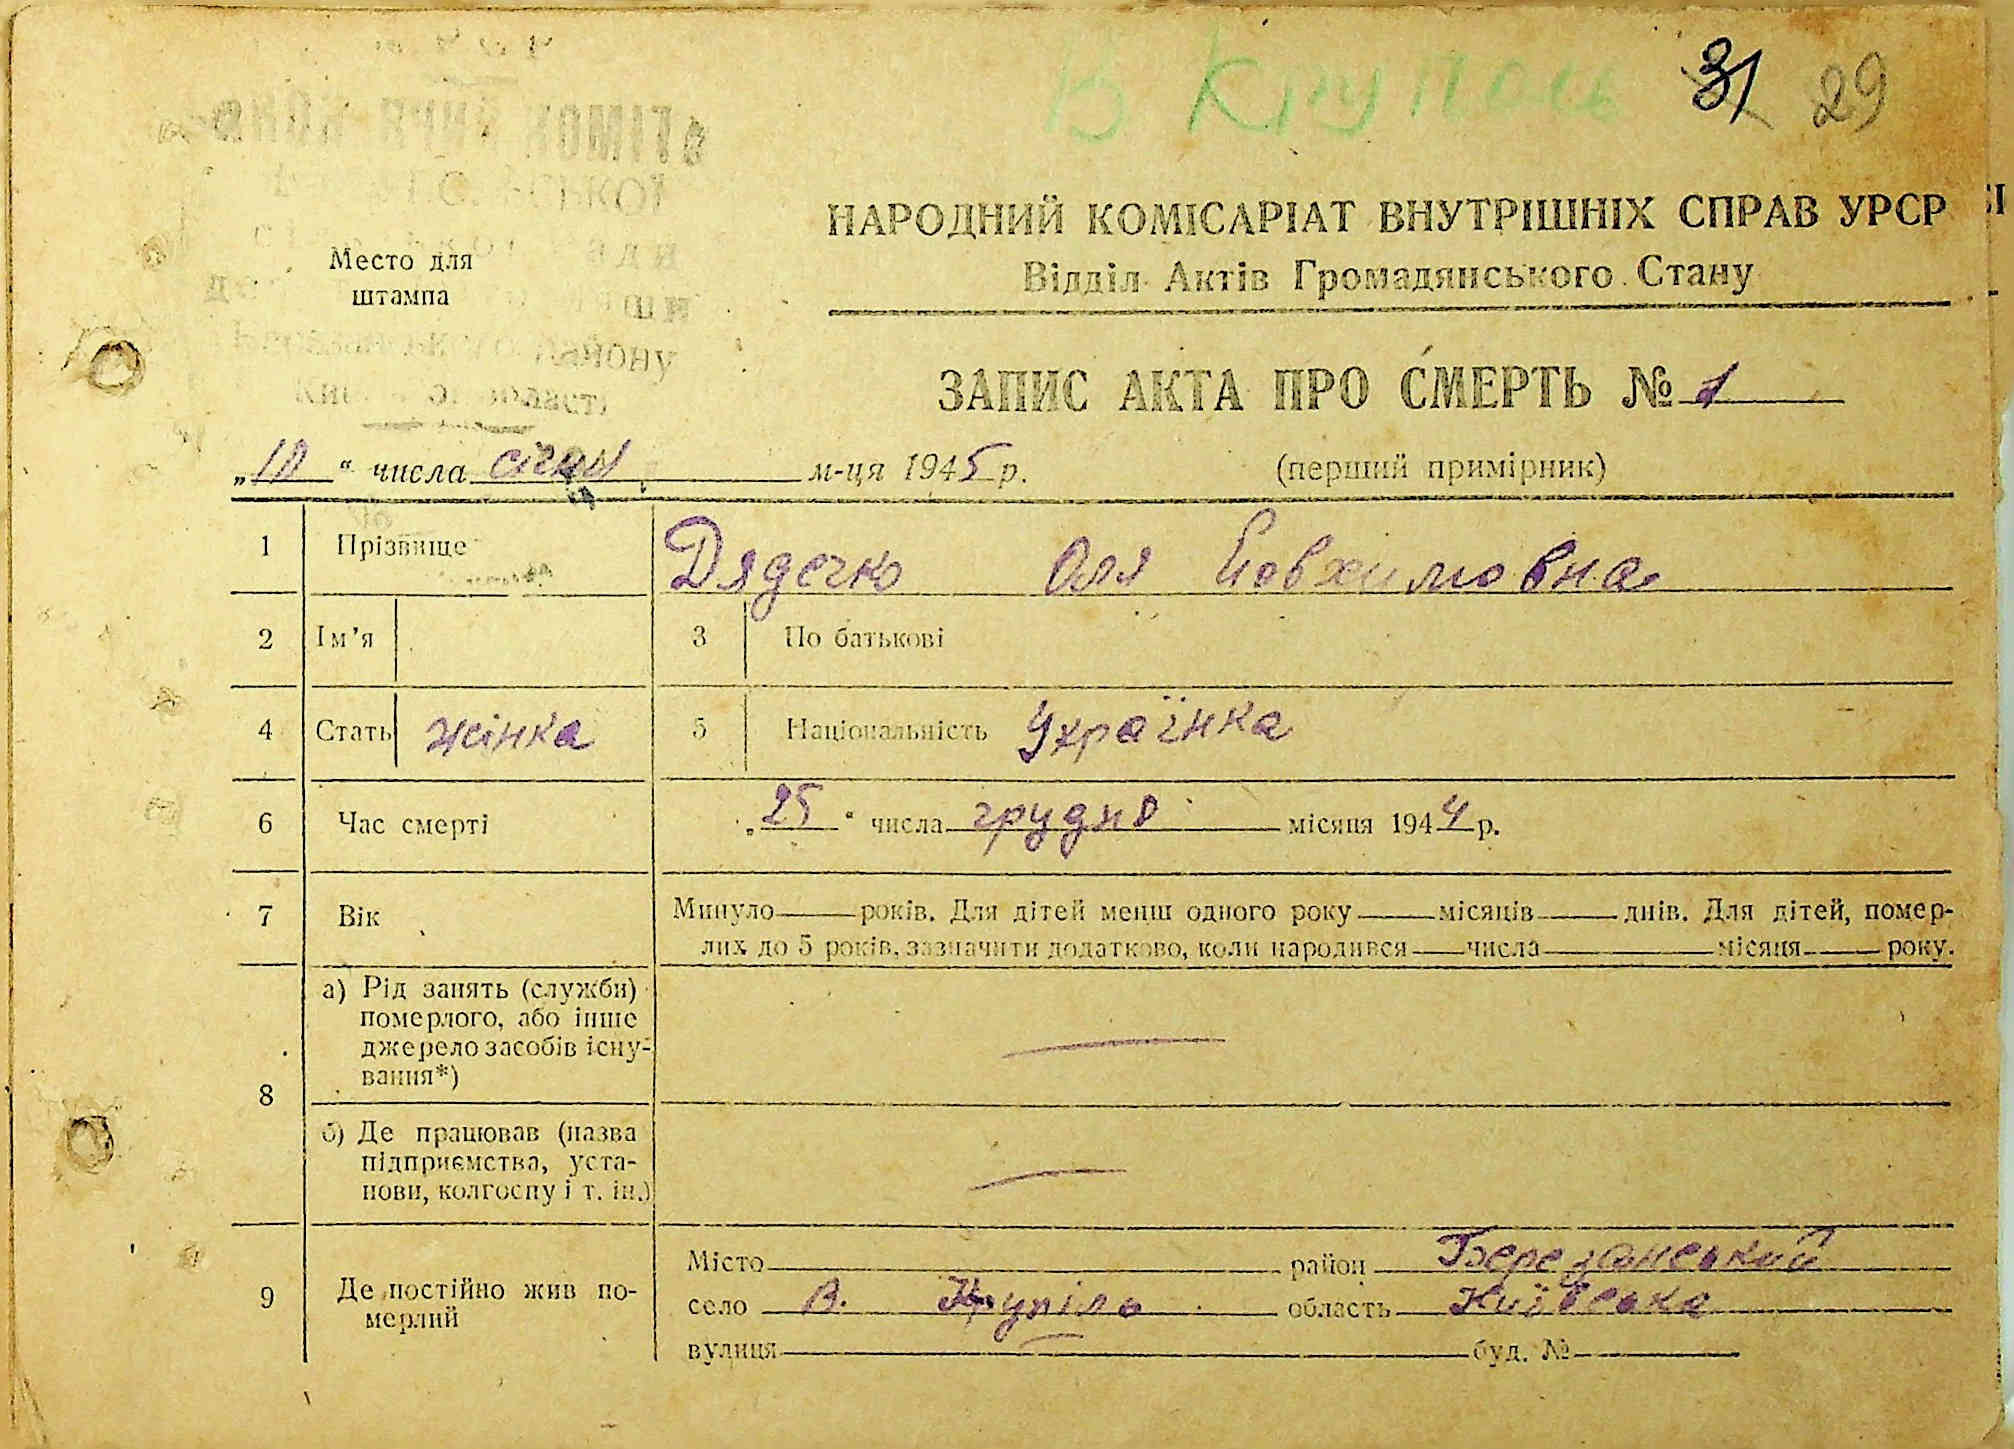 В Круполь 31 29
НАРОДНИЙ КОМІСАРІАТ ВНУТРІШНІХ СПРАВ УРСР
Відділ Актів Громадянського Стану
Место для
штампа
ЗАПИС АКТА ПРО СМЕРТЬ № 1
„10“ числа січня м-ця 1945 р. (перший примірник)
1 Прізвище Дядечко Оля Йовхимовна
2 Ім’я 3 По батькові
4 Стать жінка 5 Національність Українка
6 Час смерті „25“ числа грудня місяця 1944 р.
7 Вік Минуло років. Для дітей менш одного року місяців днів. Для дітей, помер-
лих до 5 років, зазначити додатково, коли народився числа місяця року.
8 а) Рід занять (служби)
померлого, або інше
джерело засобів існу-
вання*)
б) Де працював (назва
підприємства, уста-
нови, колгоспу і т. ін.)
9 Де постійно жив по-
мерлий
Місто район Березанський
село В. Крупіль область Київська
вулиця буд. №